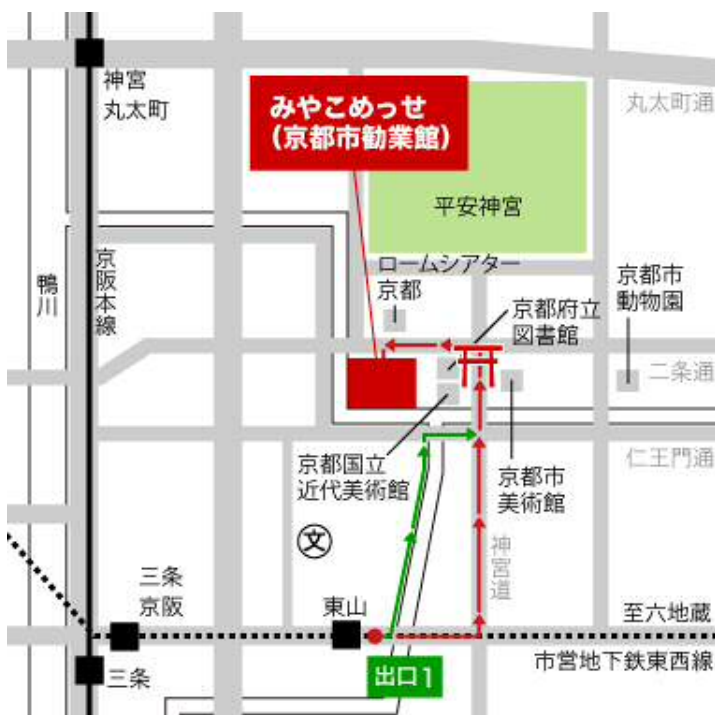 神宮
丸太町
みやこめっせ
（京都市勧業館）
丸太町通
平安神宮
鴨川
京阪本線
ロームシアター
京都
京都府立
図書館
京都市
動物園
二条通
京都国立
近代美術館
京都市
美術館
仁王門通
文
神宮道
三条
京阪
東山
至六地蔵
出口1
市営地下鉄東西線
三条